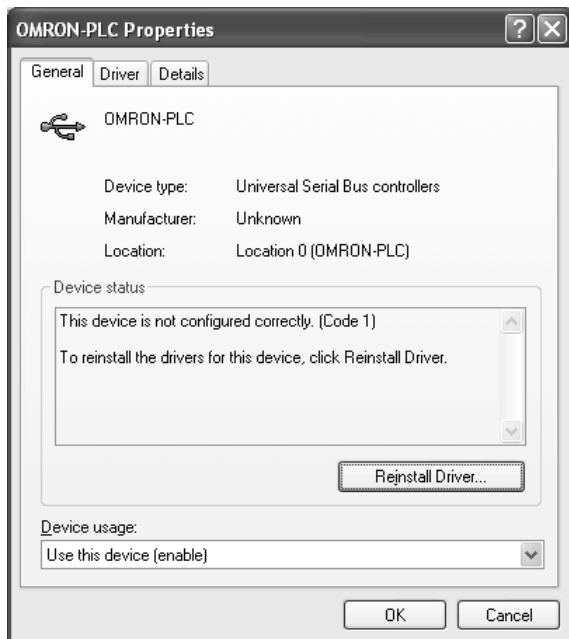 OMRON-PLC Properties
General Driver Details
OMRON-PLC
Device type: Universal Serial Bus controllers
Manufacturer: Unknown
Location: Location 0 (OMRON-PLC)
Device status
This device is not configured correctly. (Code 1)
To reinstall the drivers for this device, click Reinstall Driver.
Reinstall Driver...
Device usage:
Use this device (enable)
OK Cancel